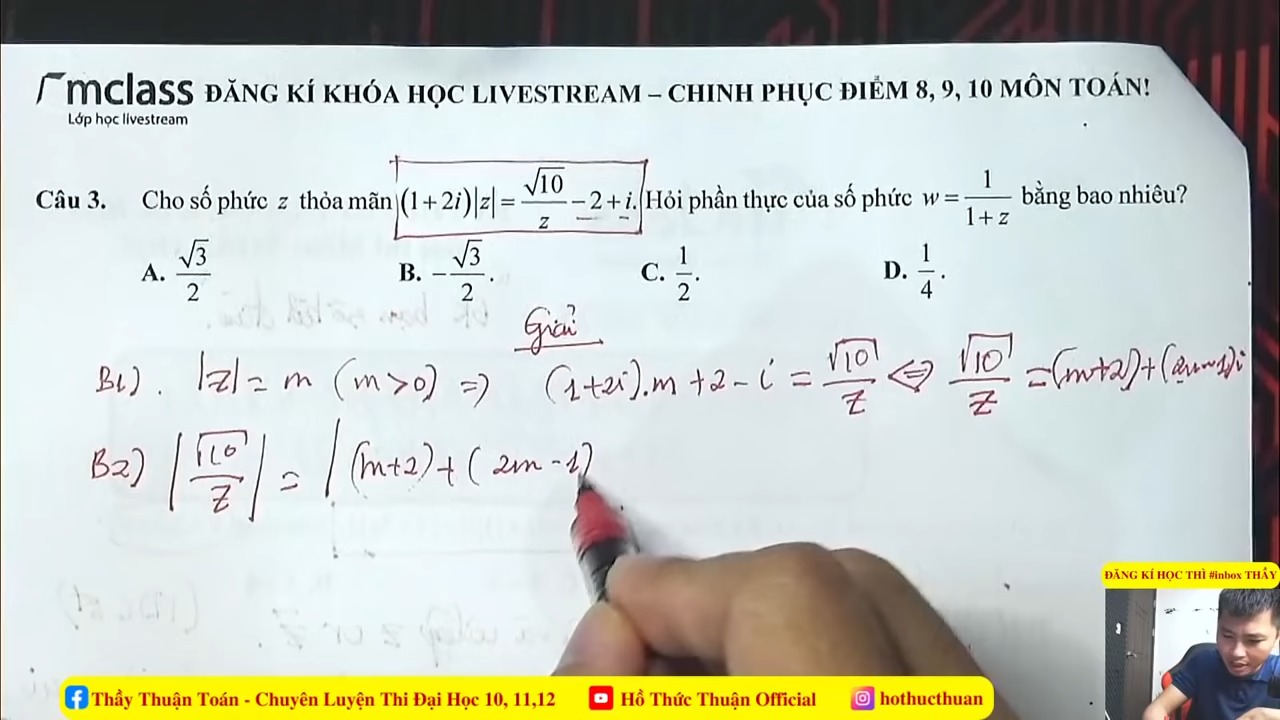 mclass ĐĂNG KÍ KHÓA HỌC LIVESTREAM – CHINH PHỤC ĐIỂM 8, 9, 10 MÔN TOÁN!
Lớp học livestream
Câu 3. Cho số phức z thỏa mãn (1+2i)|z| = √10/z − 2 + i. Hỏi phần thực của số phức w = 1/(1+z) bằng bao nhiêu?
A. √3/2 B. −√3/2. C. 1/2. D. 1/4.
Giải
B1). |z| = m (m>0) => (1+2i).m + 2 - i = √10/z <=> √10/z = (m+2)+(2m-1)i
B2) |√10/z| = |(m+2)+(2m-1)
ĐĂNG KÍ HỌC THÌ #inbox THẦY
Thầy Thuận Toán - Chuyên Luyện Thi Đại Học 10, 11,12 Hồ Thức Thuận Official hothucthuan